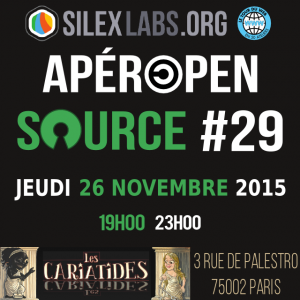 SILEXLABS.ORG
APÉROPEN
SOURCE #29
JEUDI 26 NOVEMBRE 2015
19H00 23H00
Les
CARIATIDES
3 RUE DE PALESTRO
75002 PARIS